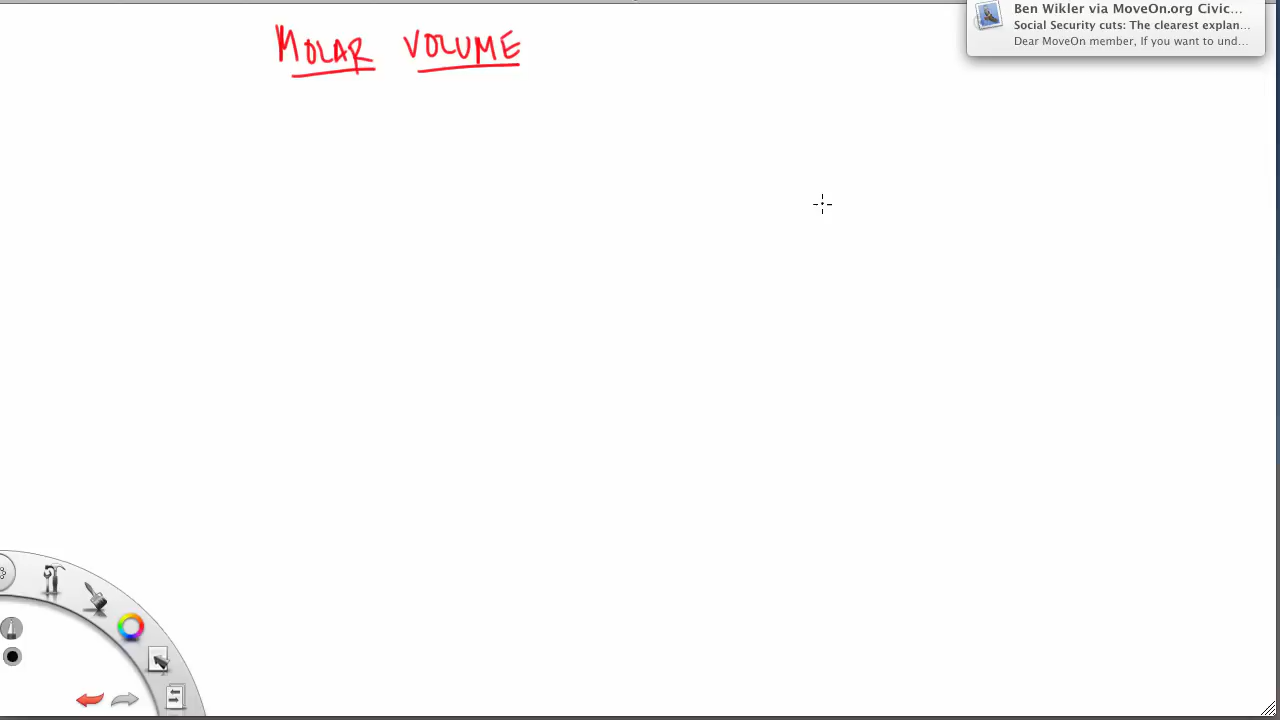 MOLAR VOLUME
Ben Wikler via MoveOn.org Civic...
Social Security cuts: The clearest explan...
Dear MoveOn member, If you want to und...